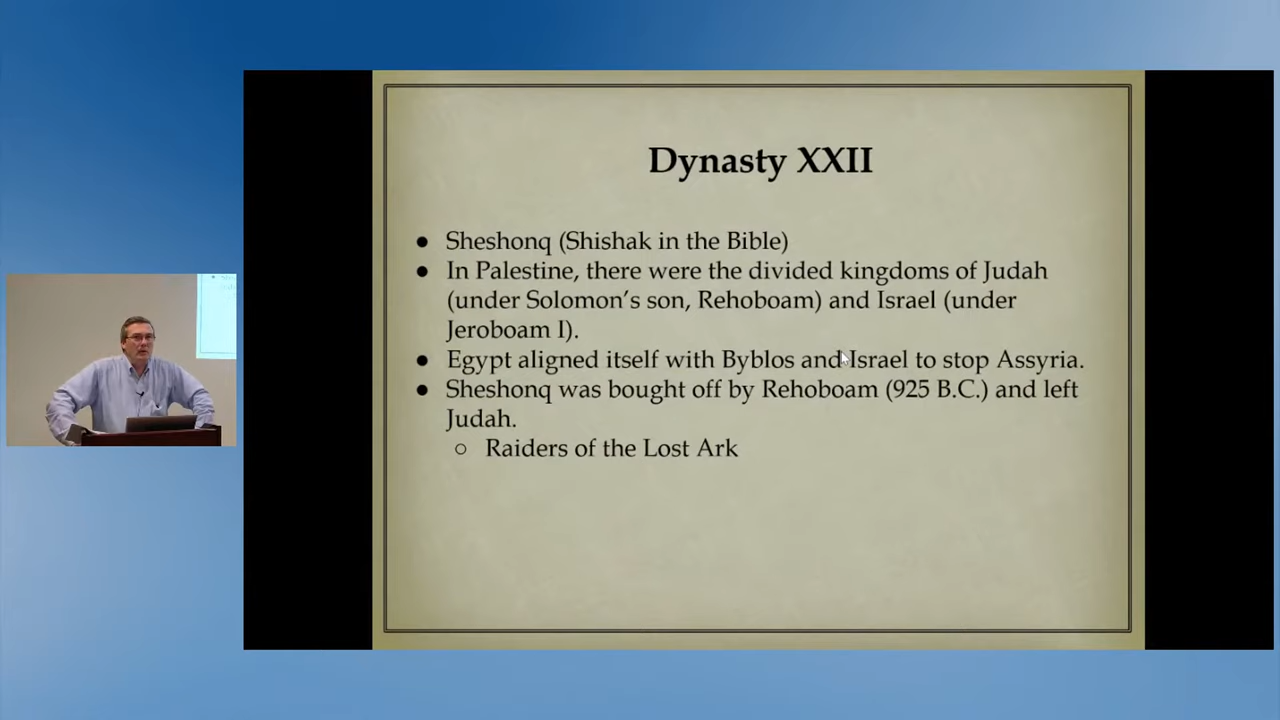 Dynasty XXII
● Sheshonq (Shishak in the Bible)
● In Palestine, there were the divided kingdoms of Judah
(under Solomon's son, Rehoboam) and Israel (under
Jeroboam I).
● Egypt aligned itself with Byblos and Israel to stop Assyria.
● Sheshonq was bought off by Rehoboam (925 B.C.) and left
Judah.
○ Raiders of the Lost Ark